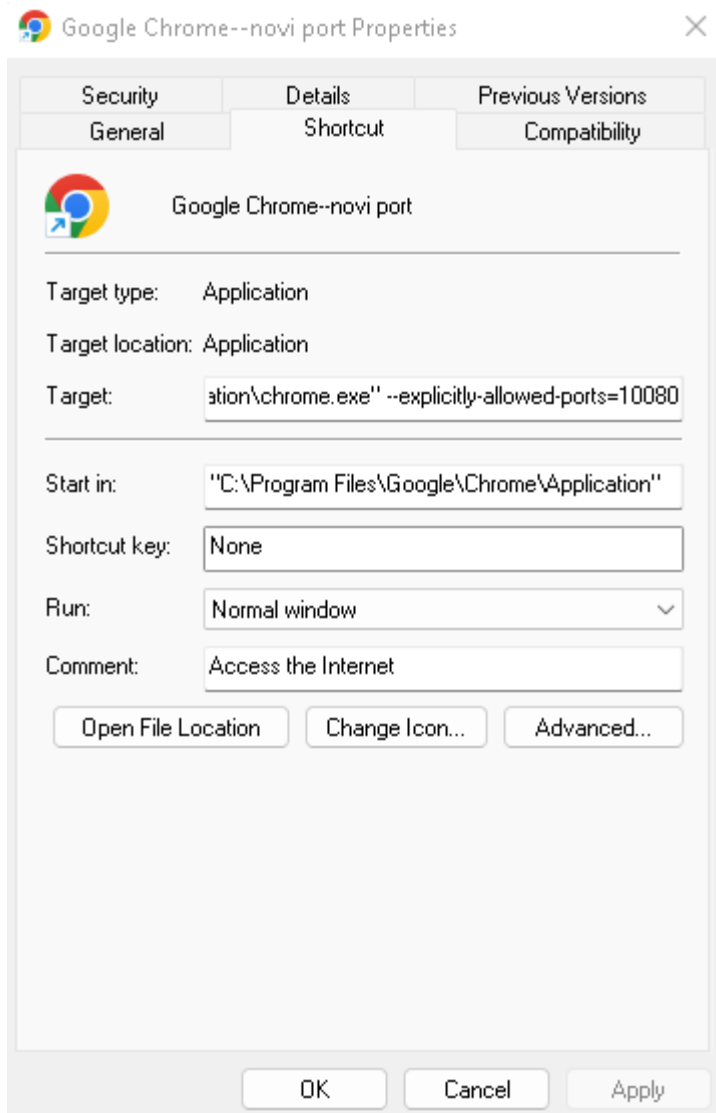 Google Chrome--novi port Properties
Security Details Previous Versions
General Shortcut Compatibility
Google Chrome--novi port
Target type: Application
Target location: Application
Target: ation\chrome.exe" --explicitly-allowed-ports=10080
Start in: "C:\Program Files\Google\Chrome\Application"
Shortcut key: None
Run: Normal window
Comment: Access the Internet
Open File Location Change Icon... Advanced...
OK Cancel Apply